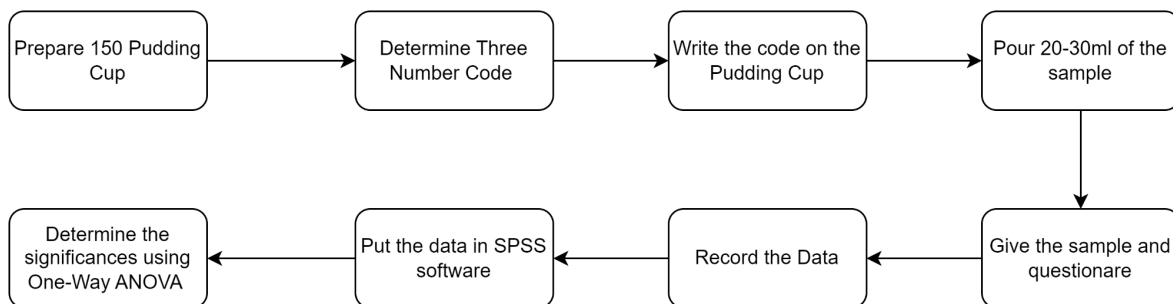 Prepare 150 Pudding
Cup
Determine Three
Number Code
Write the code on the
Pudding Cup
Pour 20-30ml of the
sample
Give the sample and
questionare
Record the Data
Put the data in SPSS
software
Determine the
significances using
One-Way ANOVA